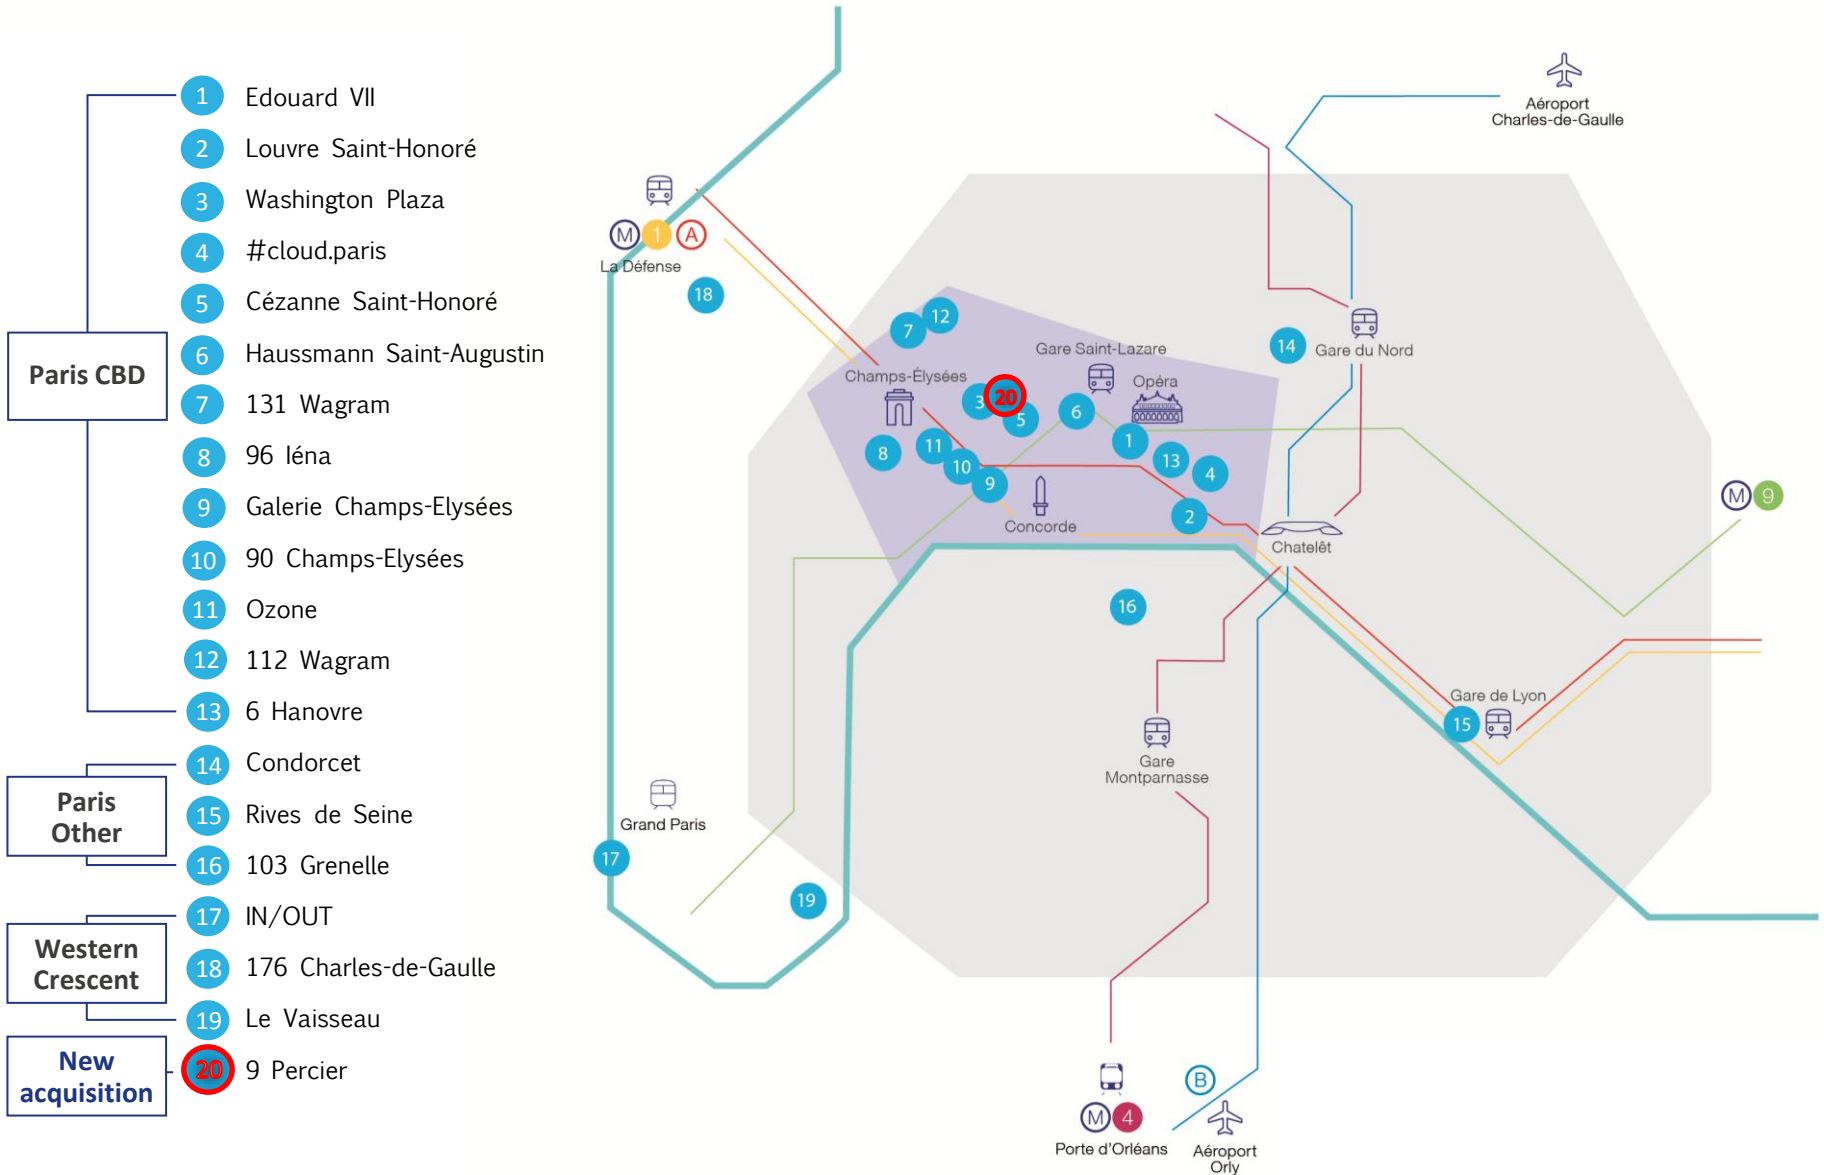 1 Edouard VII
2 Louvre Saint-Honoré
3 Washington Plaza
4 #cloud.paris
5 Cézanne Saint-Honoré
6 Haussmann Saint-Augustin
Paris CBD
7 131 Wagram
8 96 Iéna
9 Galerie Champs-Elysées
10 90 Champs-Elysées
11 Ozone
12 112 Wagram
13 6 Hanovre
14 Condorcet
Paris
Other
15 Rives de Seine
16 103 Grenelle
17 IN/OUT
Western
Crescent
18 176 Charles-de-Gaulle
19 Le Vaisseau
New
acquisition
20 9 Percier
Aéroport
Charles-de-Gaulle
M 1 A
La Défense
18
12
7
14
Gare du Nord
Gare Saint-Lazare
Champs-Élysées
Opéra
3
20
5
6
1
11
8
10
13
4
9
2
Concorde
Chatelêt
M 9
16
Gare de Lyon
15
Gare
Montparnasse
Grand Paris
17
19
B
M 4
Porte d'Orléans
Aéroport
Orly